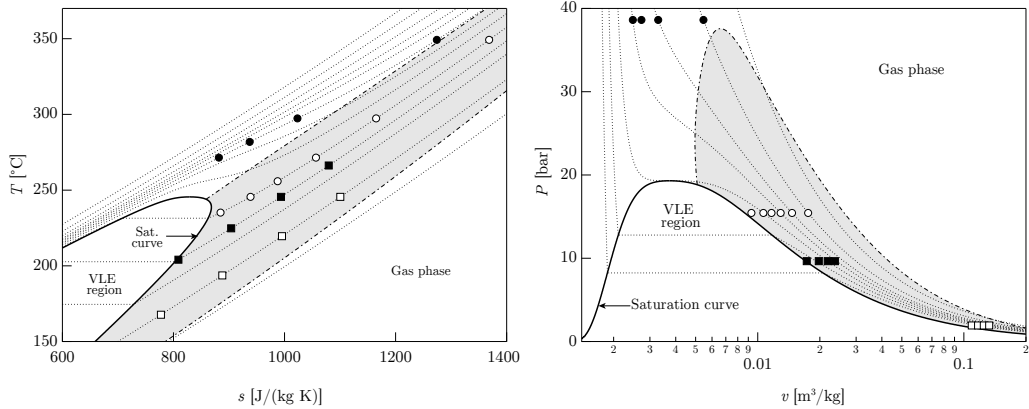 350
300
250
200
150
T [°C]
Sat.
curve
VLE
region
Gas phase
600
800
1000
1200
1400
s [J/(kg K)]
40
30
20
10
0
P [bar]
Gas phase
VLE
region
Saturation curve
2 3 4 5 6 7 8 9 2 3 4 5 6 7 8 9 2
0.01
0.1
v [m³/kg]